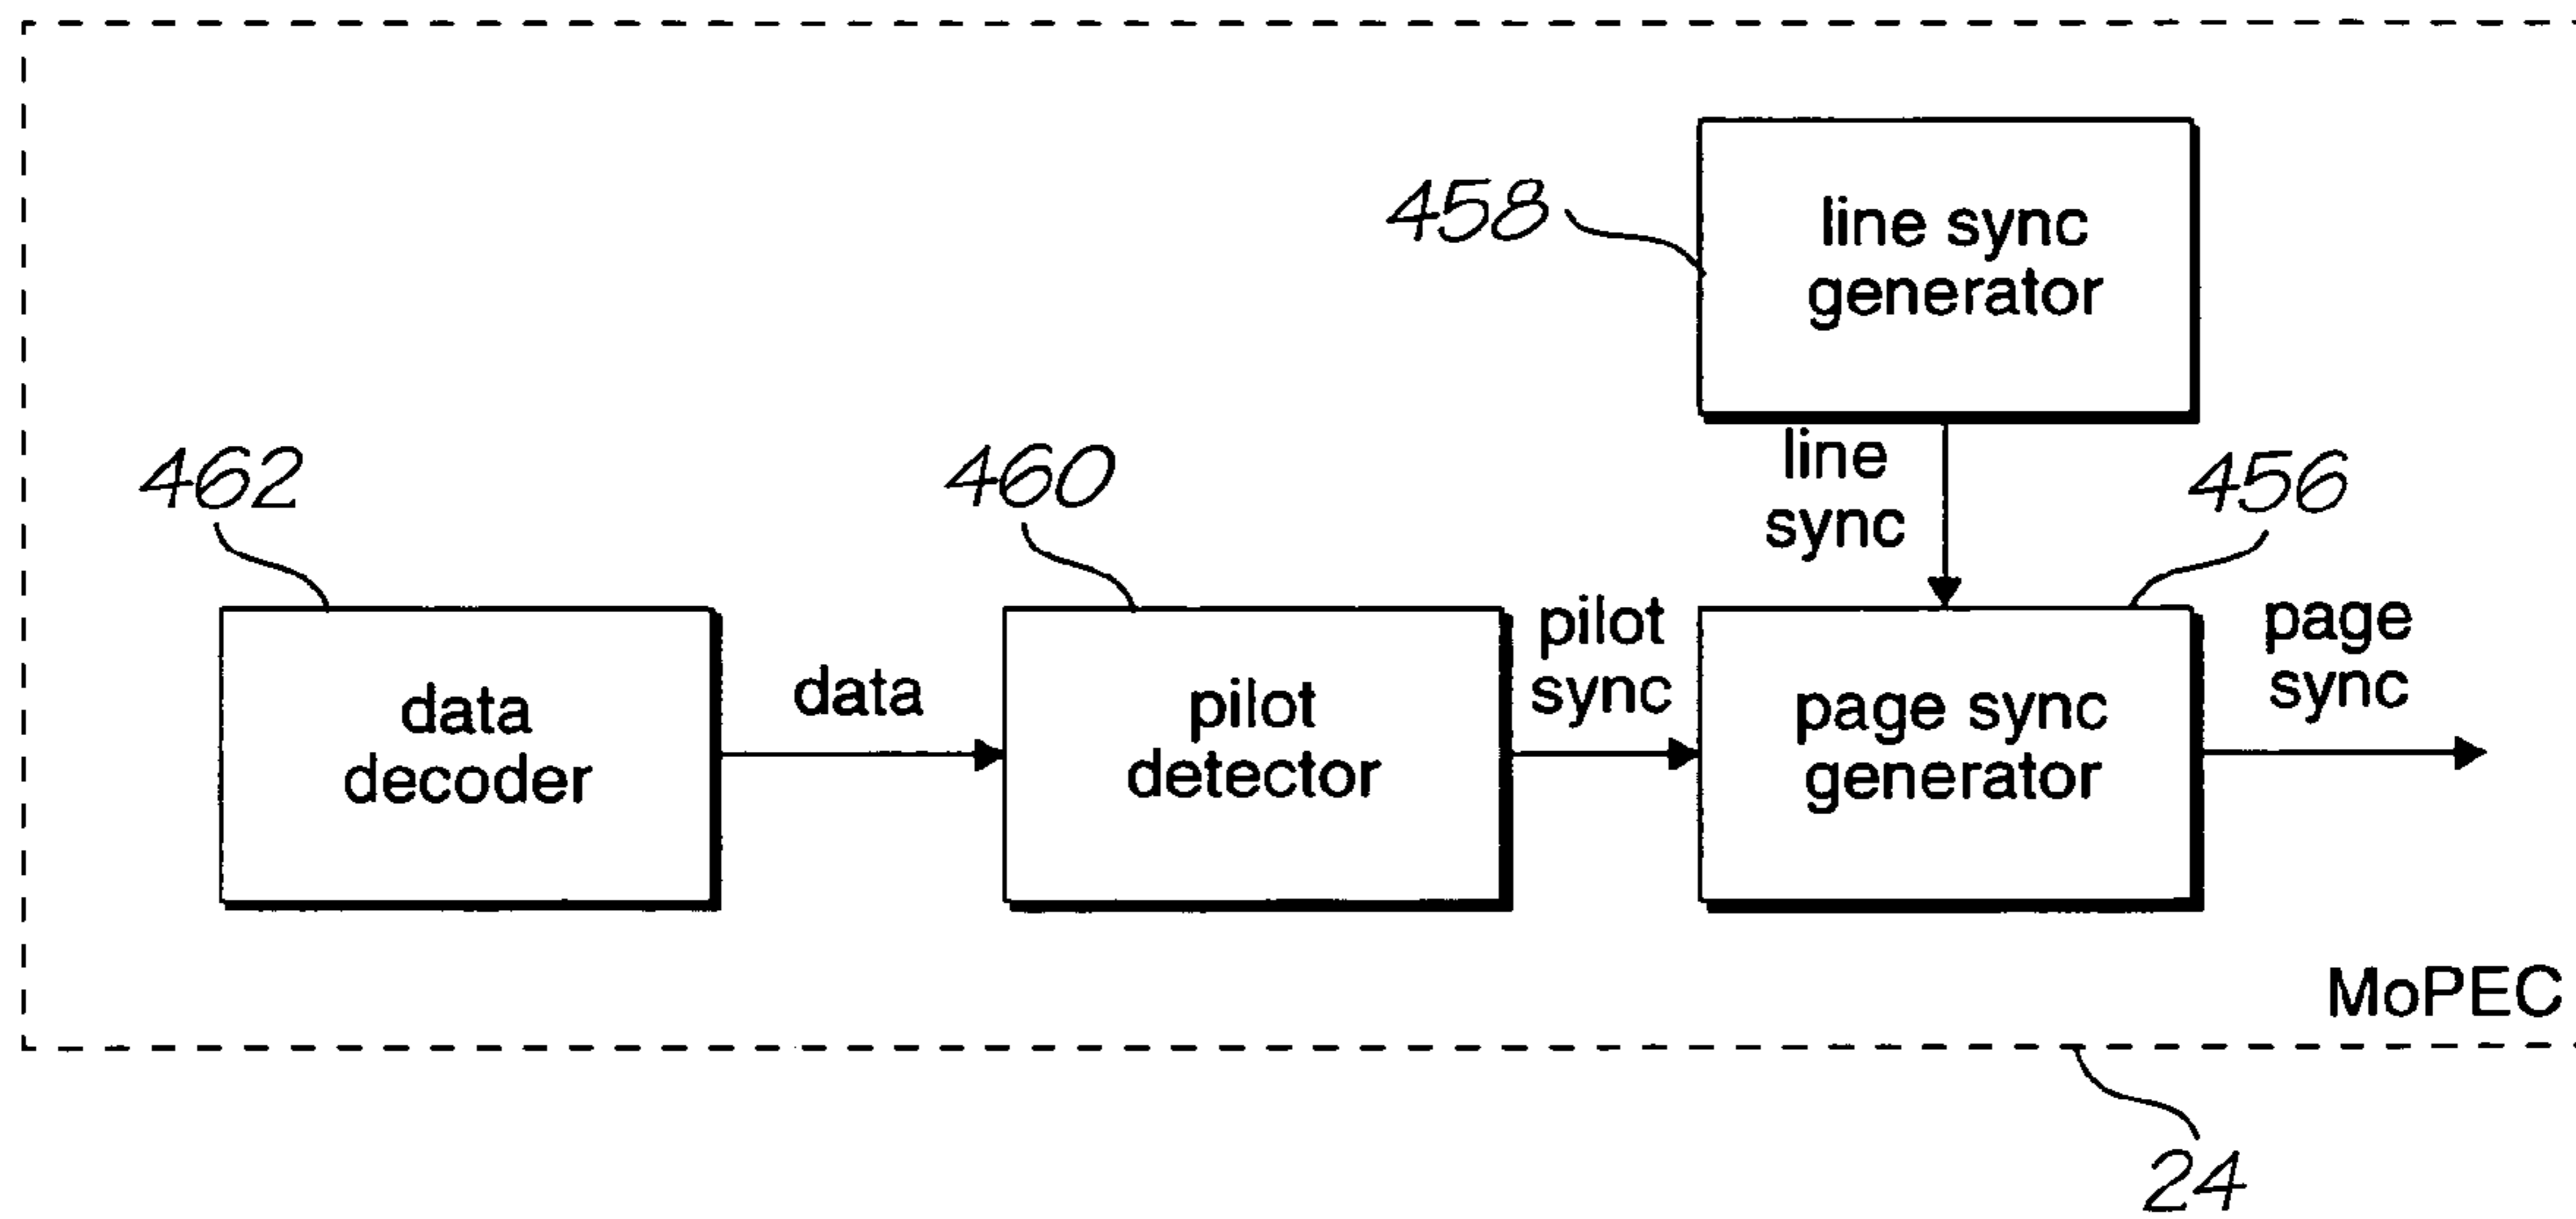 458
line sync
generator
line
sync
462
460
456
data
decoder
data
pilot
detector
pilot
sync
page sync
generator
page
sync
MoPEC
24